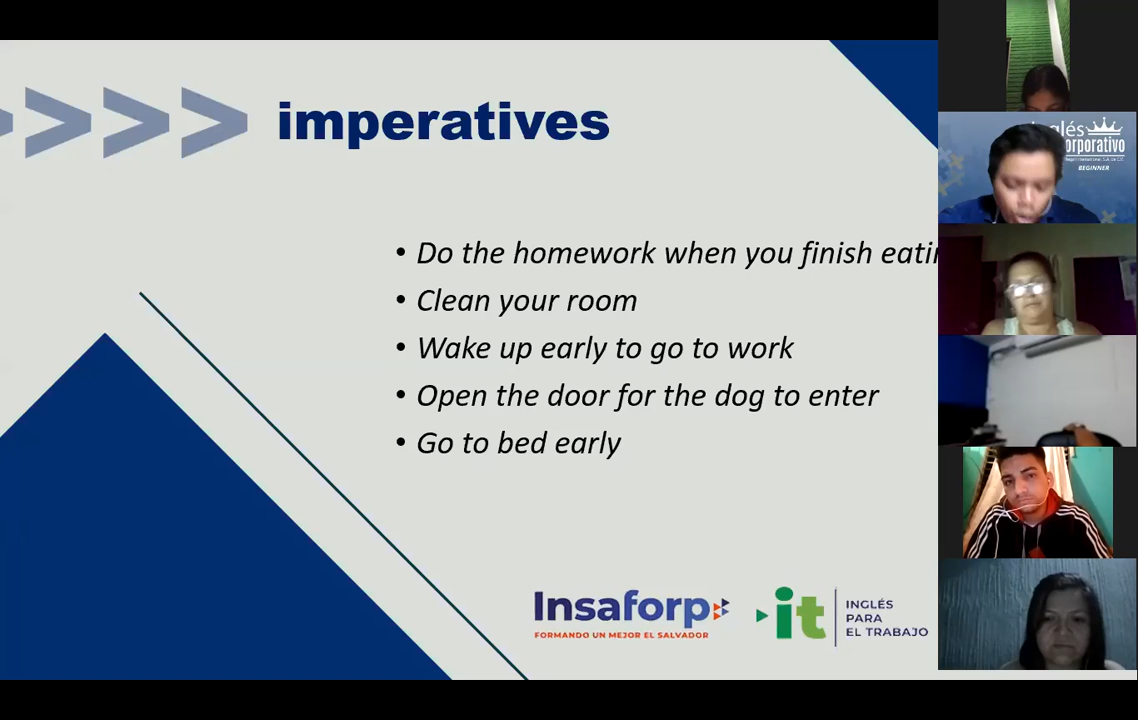 imperatives
• Do the homework when you finish
• Clean your room
• Wake up early to go to work
• Open the door for the dog to enter
• Go to bed early
Insaforp
FORMANDO UN MEJOR EL SALVADOR
it
INGLÉS
PARA
EL TRABAJO
BEGINNER